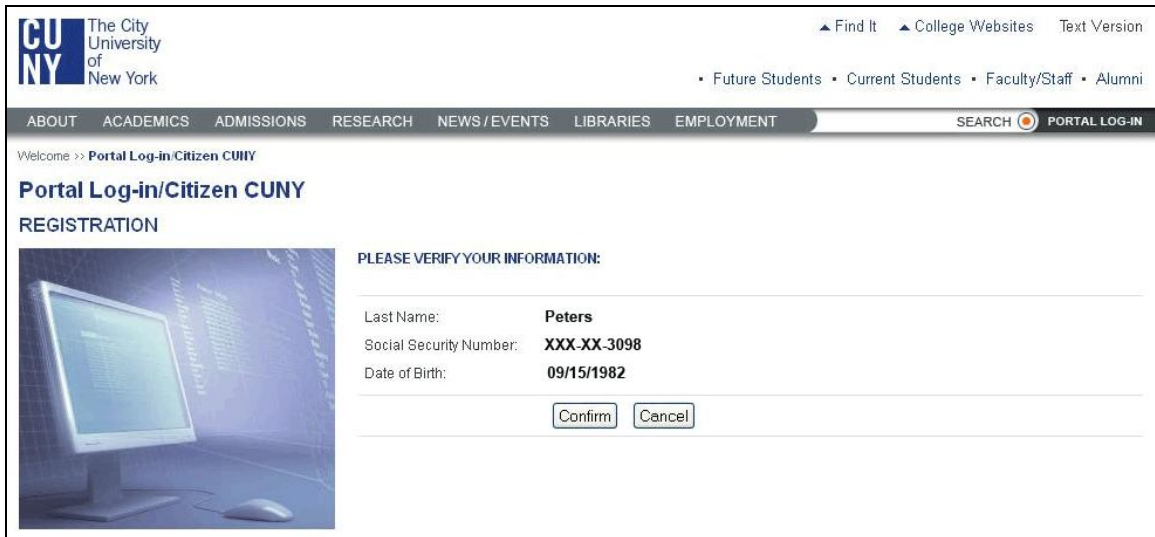 CU
NY
The City
University
of
New York
▲ Find It ▲ College Websites Text Version
• Future Students • Current Students • Faculty/Staff • Alumni
ABOUT ACADEMICS ADMISSIONS RESEARCH NEWS / EVENTS LIBRARIES EMPLOYMENT SEARCH PORTAL LOG-IN
Welcome >> Portal Log-in/Citizen CUNY
Portal Log-in/Citizen CUNY
REGISTRATION
PLEASE VERIFY YOUR INFORMATION:
Last Name: Peters
Social Security Number: XXX-XX-3098
Date of Birth: 09/15/1982
Confirm Cancel